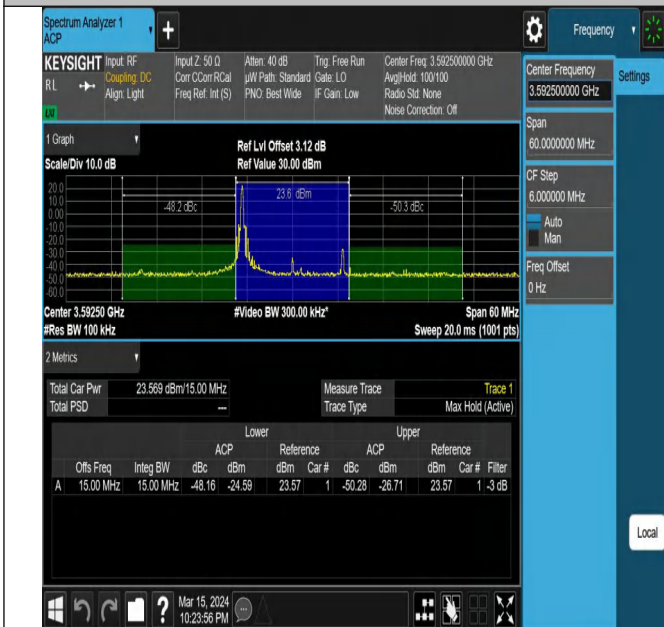 Spectrum Analyzer 1
ACP
Frequency
KEYSIGHT
RL
LXI
Input: RF
Coupling: DC
Align: Light
Input Z: 50 Ω
Corr CCorr RCal
Freq Ref: Int (S)
Atten: 40 dB
µW Path: Standard
PNO: Best Wide
Trig: Free Run
Gate: LO
IF Gain: Low
Center Freq: 3.592500000 GHz
Avg|Hold: 100/100
Radio Std: None
Noise Correction: Off
Center Frequency
3.592500000 GHz
Settings
Span
60.0000000 MHz
CF Step
6.000000 MHz
Auto
Man
Freq Offset
0 Hz
1 Graph
Scale/Div 10.0 dB
Ref Lvl Offset 3.12 dB
Ref Value 30.00 dBm
20.0
10.0
0.00
-10.0
-20.0
-30.0
-40.0
-50.0
-60.0
-48.2 dBc
23.6 dBm
-50.3 dBc
Center 3.59250 GHz
#Video BW 300.00 kHz*
Span 60 MHz
#Res BW 100 kHz
Sweep 20.0 ms (1001 pts)
2 Metrics
Total Car Pwr 23.569 dBm/15.00 MHz
Total PSD ---
Measure Trace Trace 1
Trace Type Max Hold (Active)
Lower Upper
ACP Reference ACP Reference
Offs Freq Integ BW dBc dBm dBm Car # dBc dBm dBm Car # Filter
A 15.00 MHz 15.00 MHz -48.16 -24.59 23.57 1 -50.28 -26.71 23.57 1 -3 dB
Local
?
Mar 15, 2024
10:23:56 PM